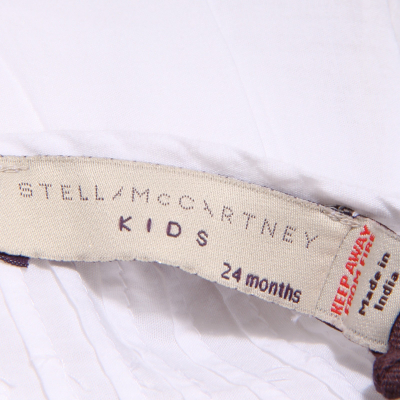 STELLA McCARTNEY
KIDS
24 months
KEEP AWAY
FROM FIRE
Made in
India